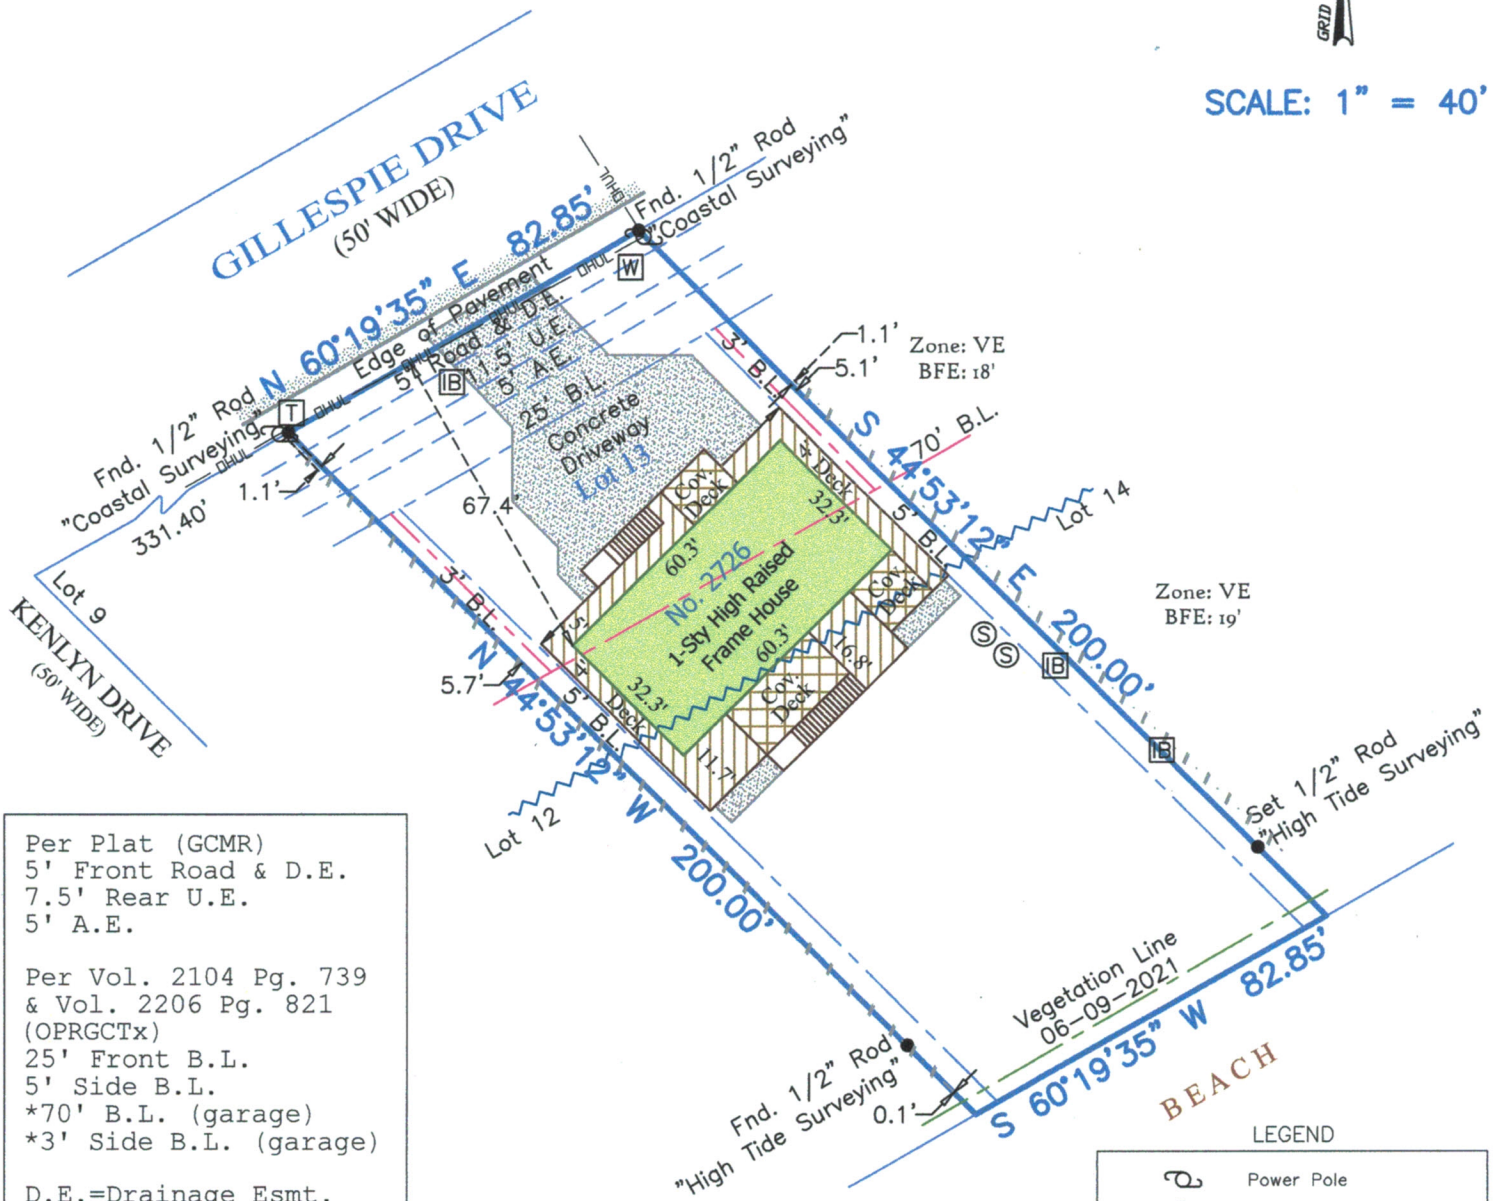 GRID
SCALE: 1" = 40'
GILLESPIE DRIVE
(50' WIDE)
OHUL
Fnd. 1/2" Rod
"Coastal Surveying"
N 60°19'35" E 82.85'
Edge of Pavement
OHUL
OHUL
OHUL
OHUL
OHUL
W
T
IB
5' Road & D.E.
11.5' U.E.
5' A.E.
25' B.L.
Concrete
Driveway
Lot 13
Fnd. 1/2" Rod
"Coastal Surveying"
331.40'
1.1'
67.4'
3' B.L.
1.1'
5.1'
Zone: VE
BFE: 18'
70' B.L.
S 44°53'12" E 200.00'
Lot 14
Zone: VE
BFE: 19'
Lot 9
KENLYN DRIVE
(50' WIDE)
3' B.L.
Cov.
Deck
Deck
32.3'
5' B.L.
60.3'
No. 2726
1-Sty High Raised
Frame House
60.3'
32.3'
Cov.
Deck
16.8'
Cov.
Deck
Deck
11.7'
5' B.L.
5.7'
N 44°53'12" W 200.00'
Lot 12
S
S
IB
IB
Set 1/2" Rod
"High Tide Surveying"
Vegetation Line
06-09-2021
S 60°19'35" W 82.85'
BEACH
Fnd. 1/2" Rod
"High Tide Surveying"
0.1'
Per Plat (GCMR)
5' Front Road & D.E.
7.5' Rear U.E.
5' A.E.
Per Vol. 2104 Pg. 739
& Vol. 2206 Pg. 821
(OPRGCTx)
25' Front B.L.
5' Side B.L.
*70' B.L. (garage)
*3' Side B.L. (garage)
D.E.=Drainage Esmt.
LEGEND
Power Pole